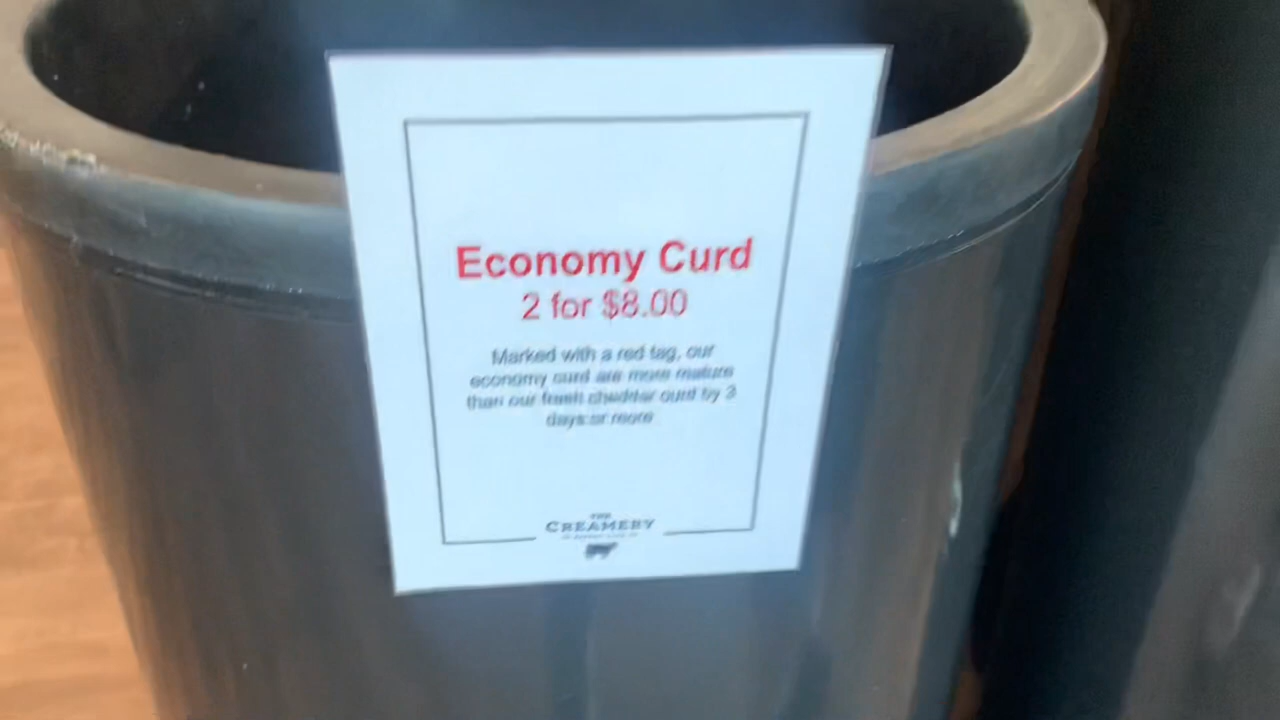 Economy Curd
2 for $8.00
Marked with a red tag, our
economy curd are more mature
than our fresh cheddar curd by 3
days or more
THE
CREAMERY